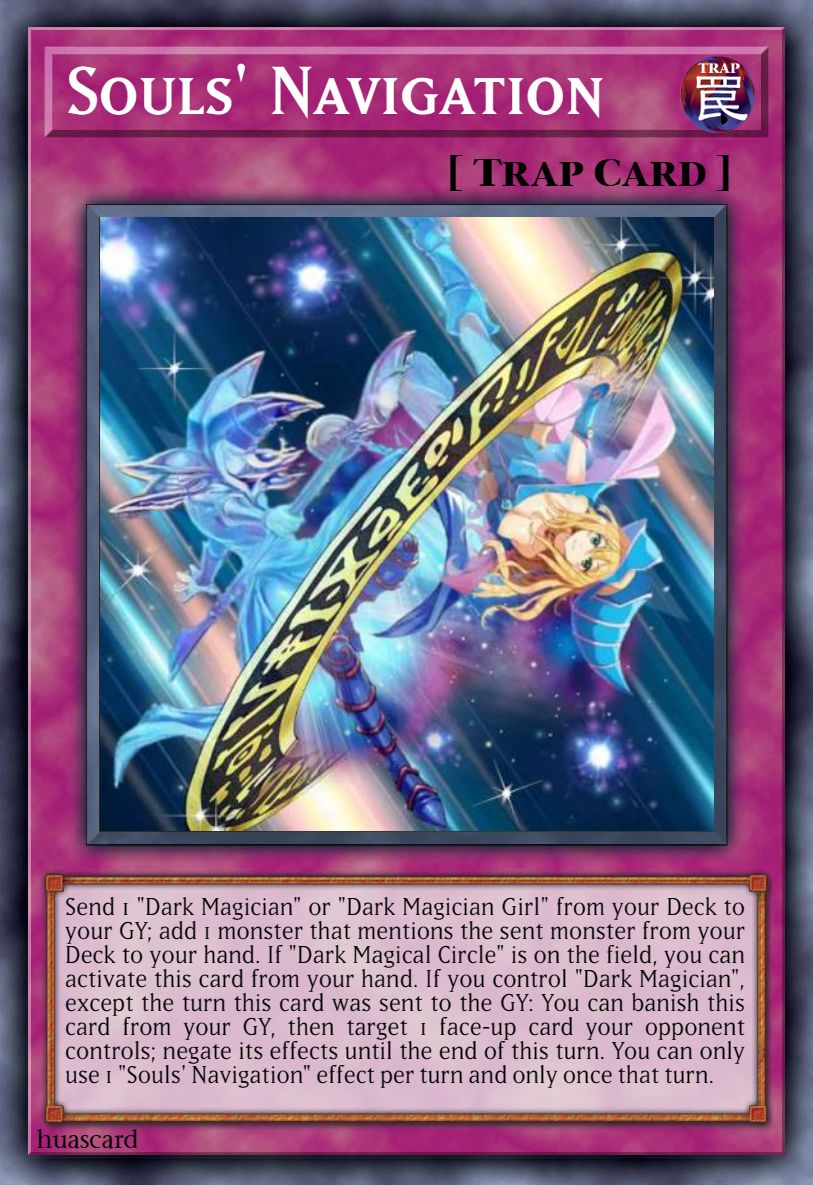 Souls' Navigation
TRAP
罠
[ Trap Card ]
Send 1 "Dark Magician" or "Dark Magician Girl" from your Deck to
your GY; add 1 monster that mentions the sent monster from your
Deck to your hand. If "Dark Magical Circle" is on the field, you can
activate this card from your hand. If you control "Dark Magician",
except the turn this card was sent to the GY: You can banish this
card from your GY, then target 1 face-up card your opponent
controls; negate its effects until the end of this turn. You can only
use 1 "Souls' Navigation" effect per turn and only once that turn.
huascard